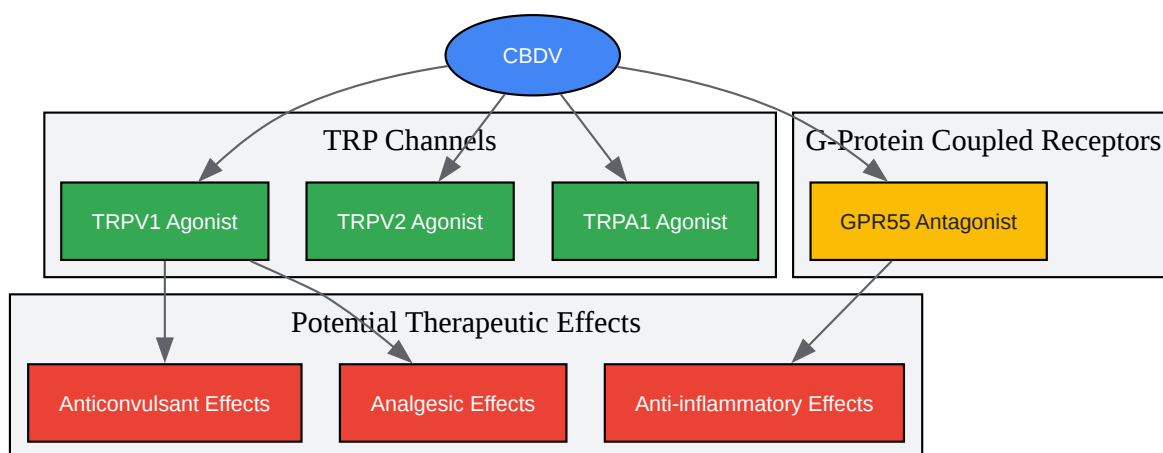 CBDV
TRP Channels
G-Protein Coupled Receptors
TRPV1 Agonist
TRPV2 Agonist
TRPA1 Agonist
GPR55 Antagonist
Potential Therapeutic Effects
Anticonvulsant Effects
Analgesic Effects
Anti-inflammatory Effects